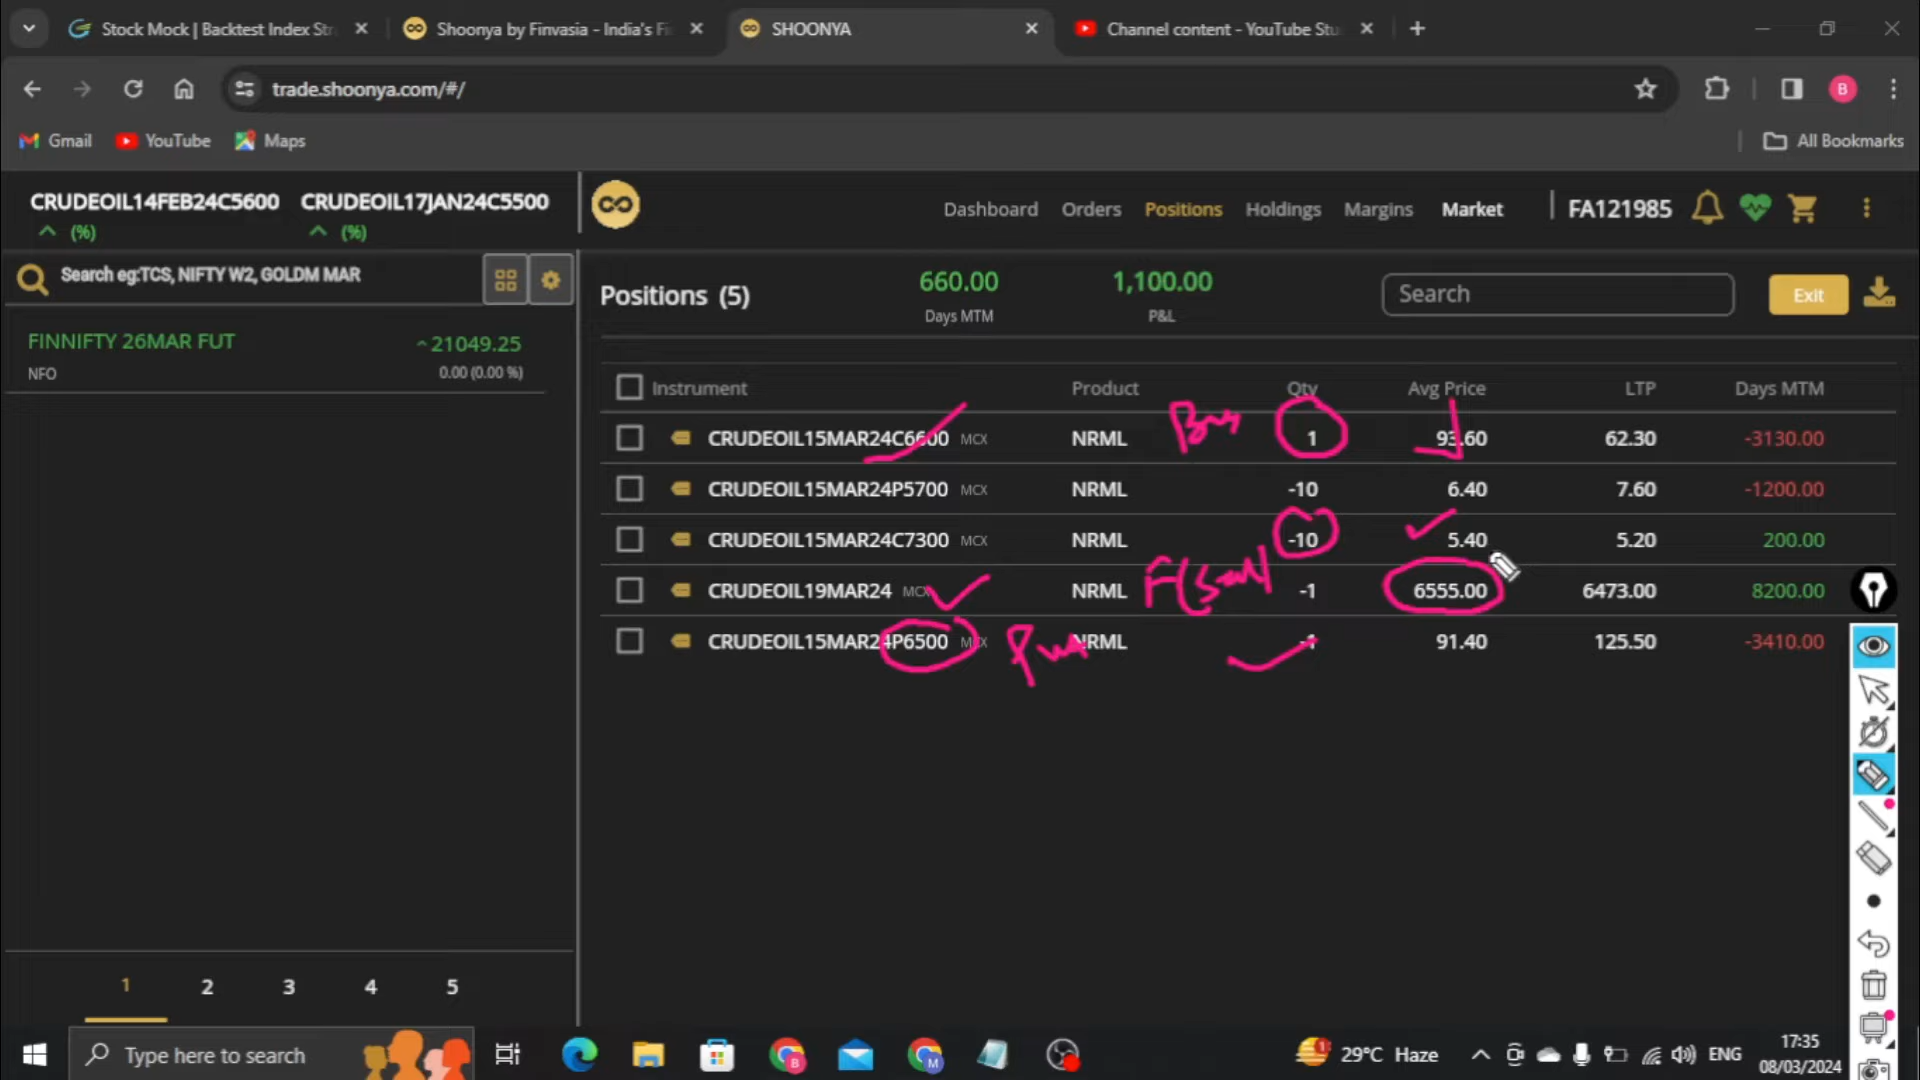 Stock Mock | Backtest Index Str
Shoonya by Finvasia - India's Fi
SHOONYA
Channel content - YouTube Stu
trade.shoonya.com/#/
B
Gmail
YouTube
Maps
All Bookmarks
CRUDEOIL14FEB24C5600
CRUDEOIL17JAN24C5500
(%)
(%)
Dashboard
Orders
Positions
Holdings
Margins
Market
FA121985
Search eg:TCS, NIFTY W2, GOLDM MAR
FINNIFTY 26MAR FUT
21049.25
NFO
0.00 (0.00 %)
Positions (5)
660.00
Days MTM
1,100.00
P&L
Search
Exit
Instrument Product Qty Avg Price LTP Days MTM
CRUDEOIL15MAR24C6600 MCX NRML Buy 1 93.60 62.30 -3130.00
CRUDEOIL15MAR24P5700 MCX NRML -10 6.40 7.60 -1200.00
CRUDEOIL15MAR24C7300 MCX NRML -10 5.40 5.20 200.00
CRUDEOIL19MAR24 MCX NRML -1 6555.00 6473.00 8200.00
CRUDEOIL15MAR24P6500 MCX NRML -1 91.40 125.50 -3410.00
1 2 3 4 5
Type here to search
29°C Haze
ENG
17:35
08/03/2024